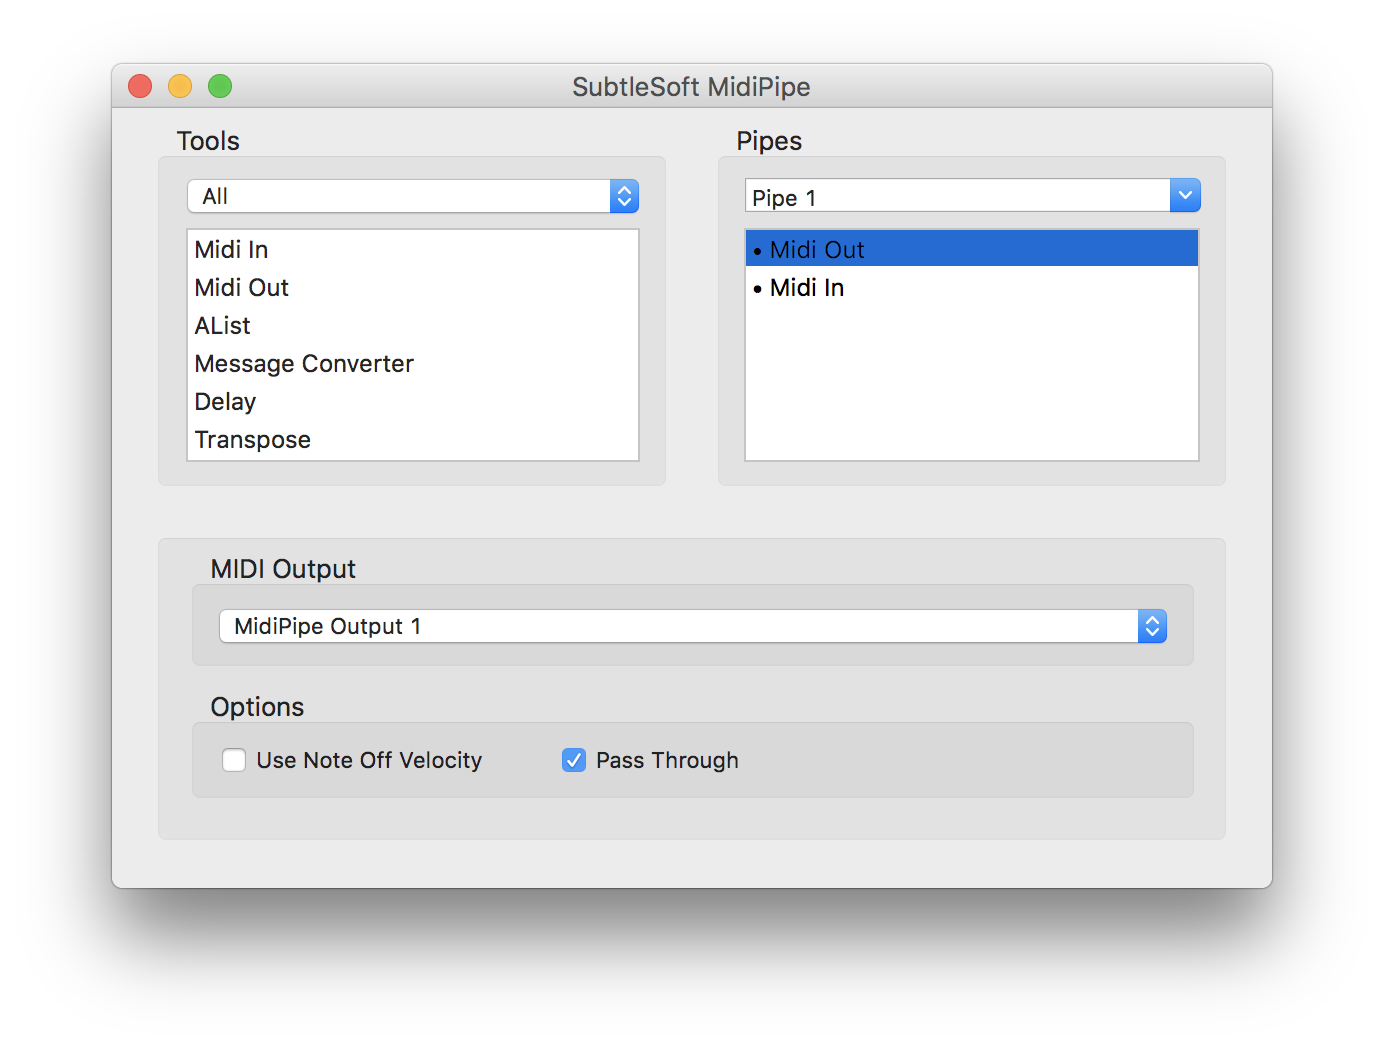 SubtleSoft MidiPipe
Tools
All
Midi In
Midi Out
AList
Message Converter
Delay
Transpose
Pipes
Pipe 1
• Midi Out
• Midi In
MIDI Output
MidiPipe Output 1
Options
Use Note Off Velocity
Pass Through